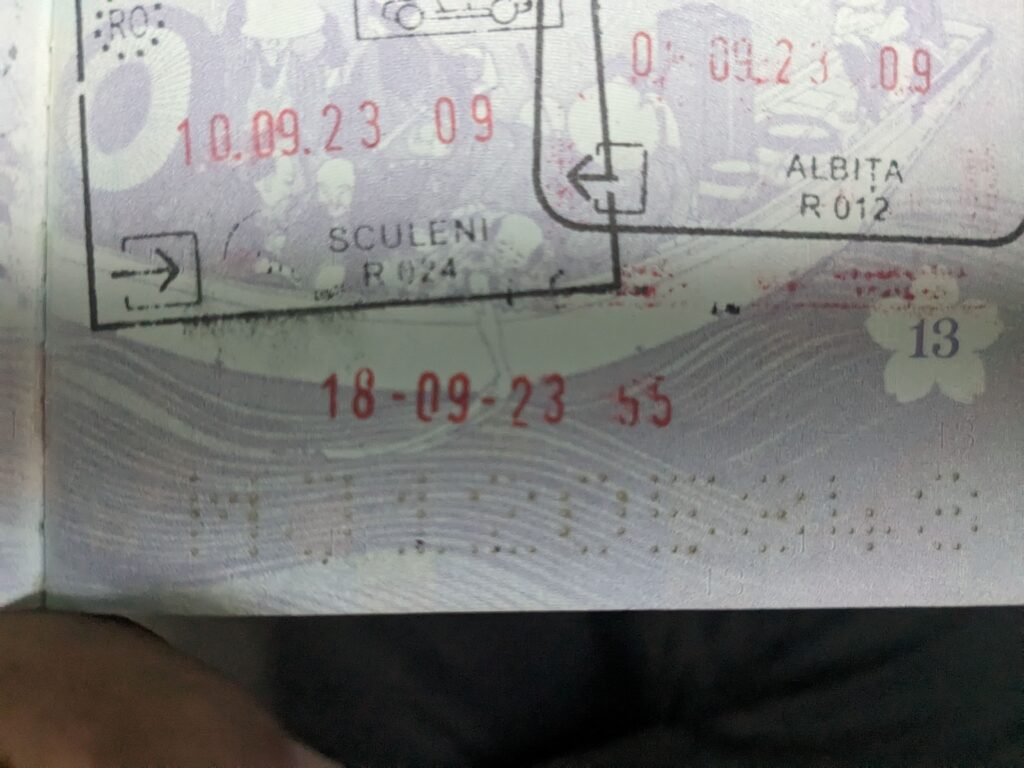 RO
10.09.23 09
SCULENI
R 024
09.23 09
ALBIȚA
R 012
13
18-09-23 55